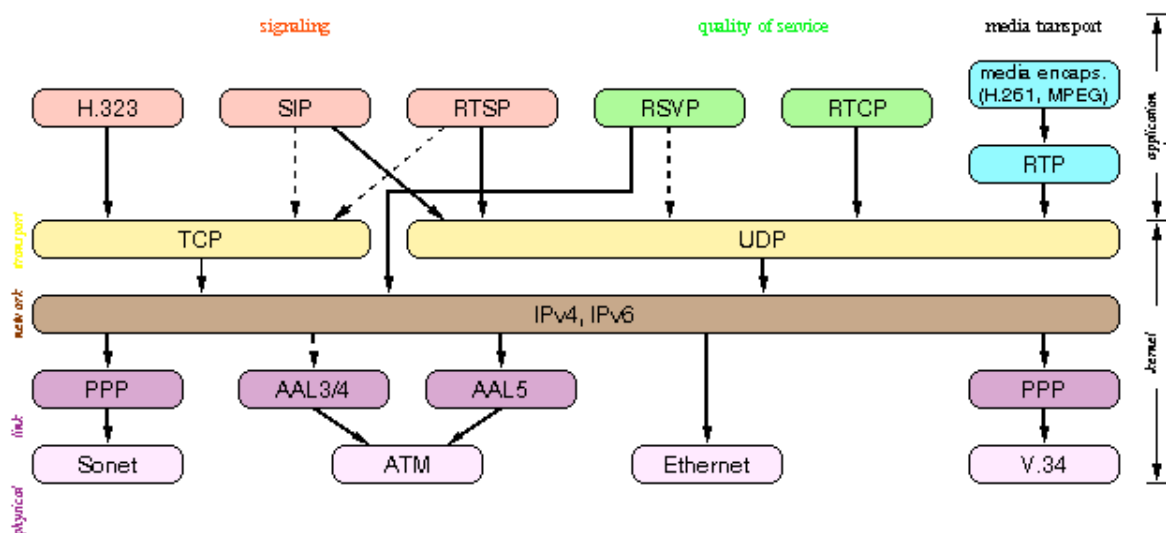 signaling
quality of service
media transport
media encaps.
(H.261, MPEG)
H.323
SIP
RTSP
RSVP
RTCP
application
RTP
transport
TCP
UDP
network
IPv4, IPv6
kernel
PPP
AAL3/4
AAL5
PPP
link
Sonet
ATM
Ethernet
V.34
physical